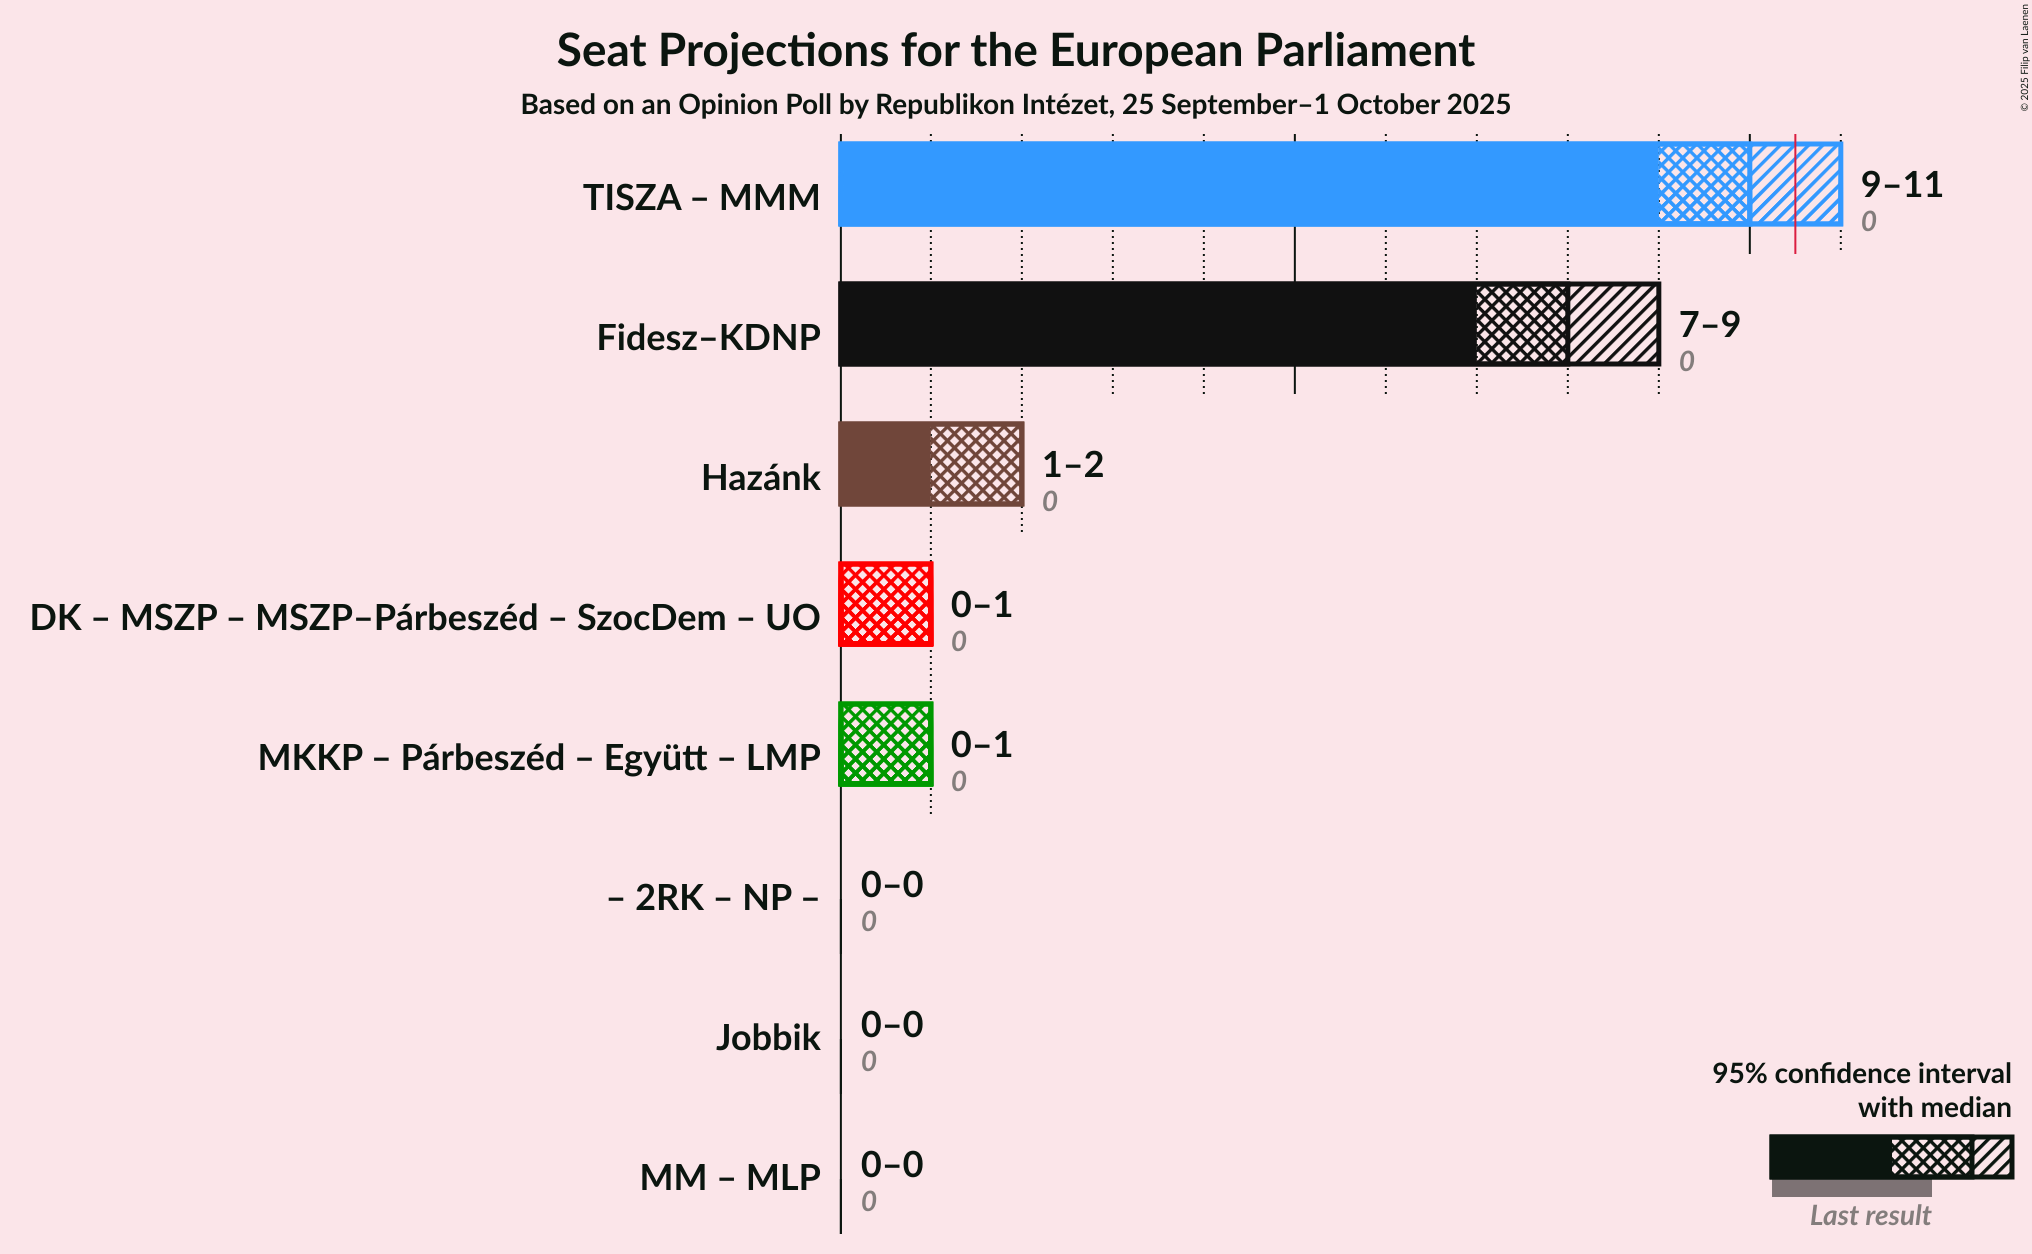 Seat Projections for the European Parliament
Based on an Opinion Poll by Republikon Intézet, 25 September–1 October 2025
© 2025 Filip van Laenen
TISZA – MMM
9–11
0
Fidesz–KDNP
7–9
0
Hazánk
1–2
0
DK – MSZP – MSZP–Párbeszéd – SzocDem – UO
0–1
0
MKKP – Párbeszéd – Együtt – LMP
0–1
0
– 2RK – NP –
0–0
0
Jobbik
0–0
0
MM – MLP
0–0
0
95% confidence interval
with median
Last result